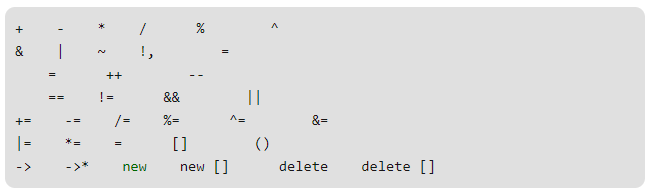 + - * / % ^
& | ~ !, =
= ++ --
== != && ||
+= -= /= %= ^= &=
|= *= = [] ()
-> ->* new new [] delete delete []